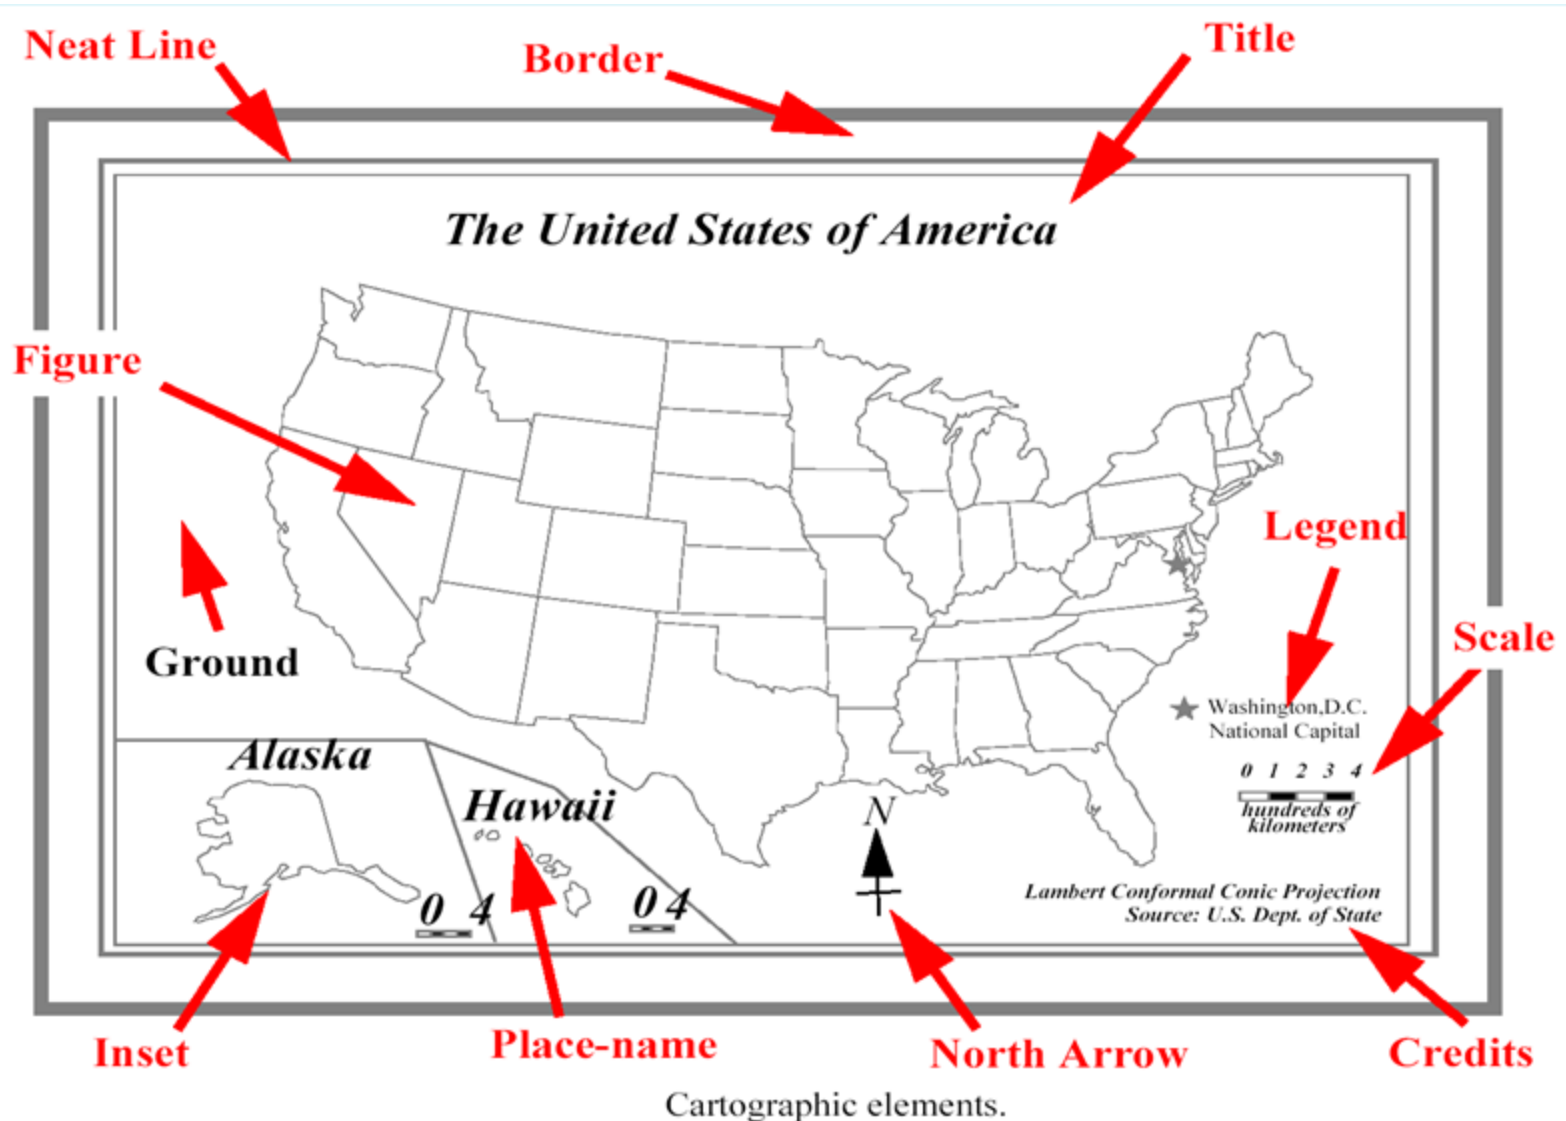 Neat Line
Border
Title
The United States of America
Figure
Legend
Ground
Scale
Washington,D.C.
National Capital
Alaska
0 1 2 3 4
hundreds of
kilometers
Hawaii
N
0 4
0 4
Lambert Conformal Conic Projection
Source: U.S. Dept. of State
Inset
Place-name
North Arrow
Credits
Cartographic elements.